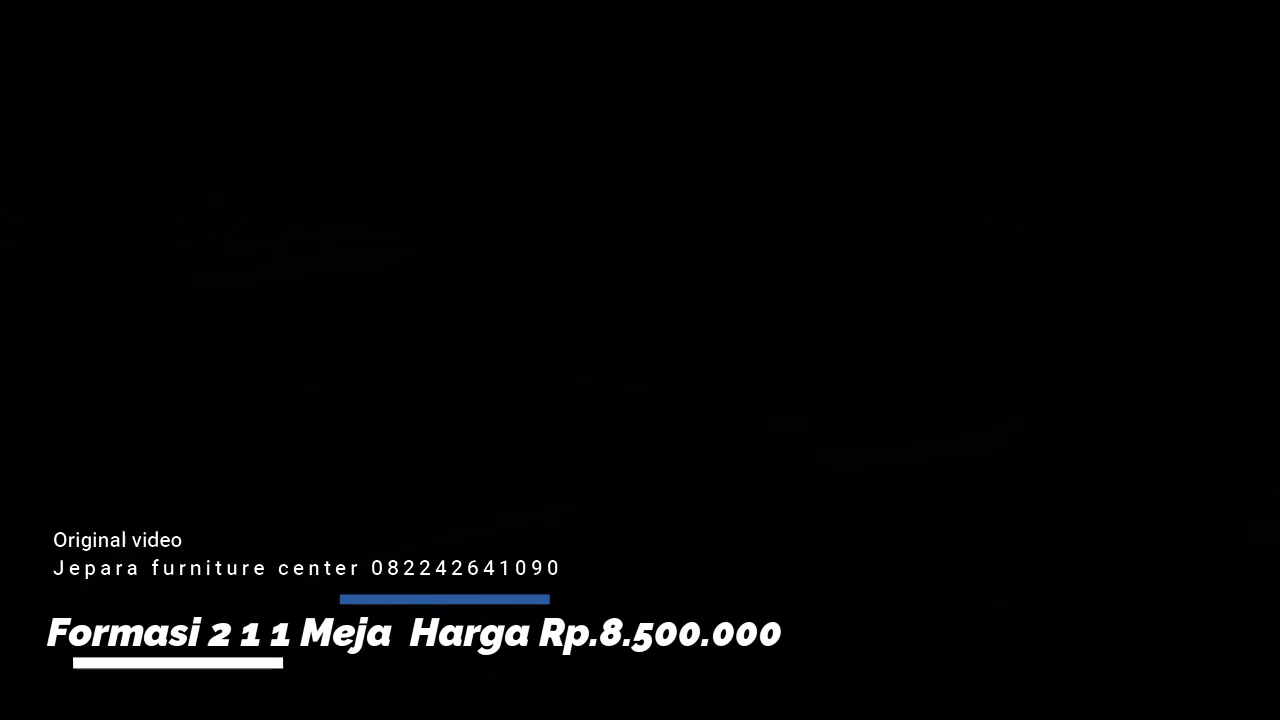 Original video
Jepara furniture center 082242641090
Formasi 2 1 1 Meja Harga Rp.8.500.000